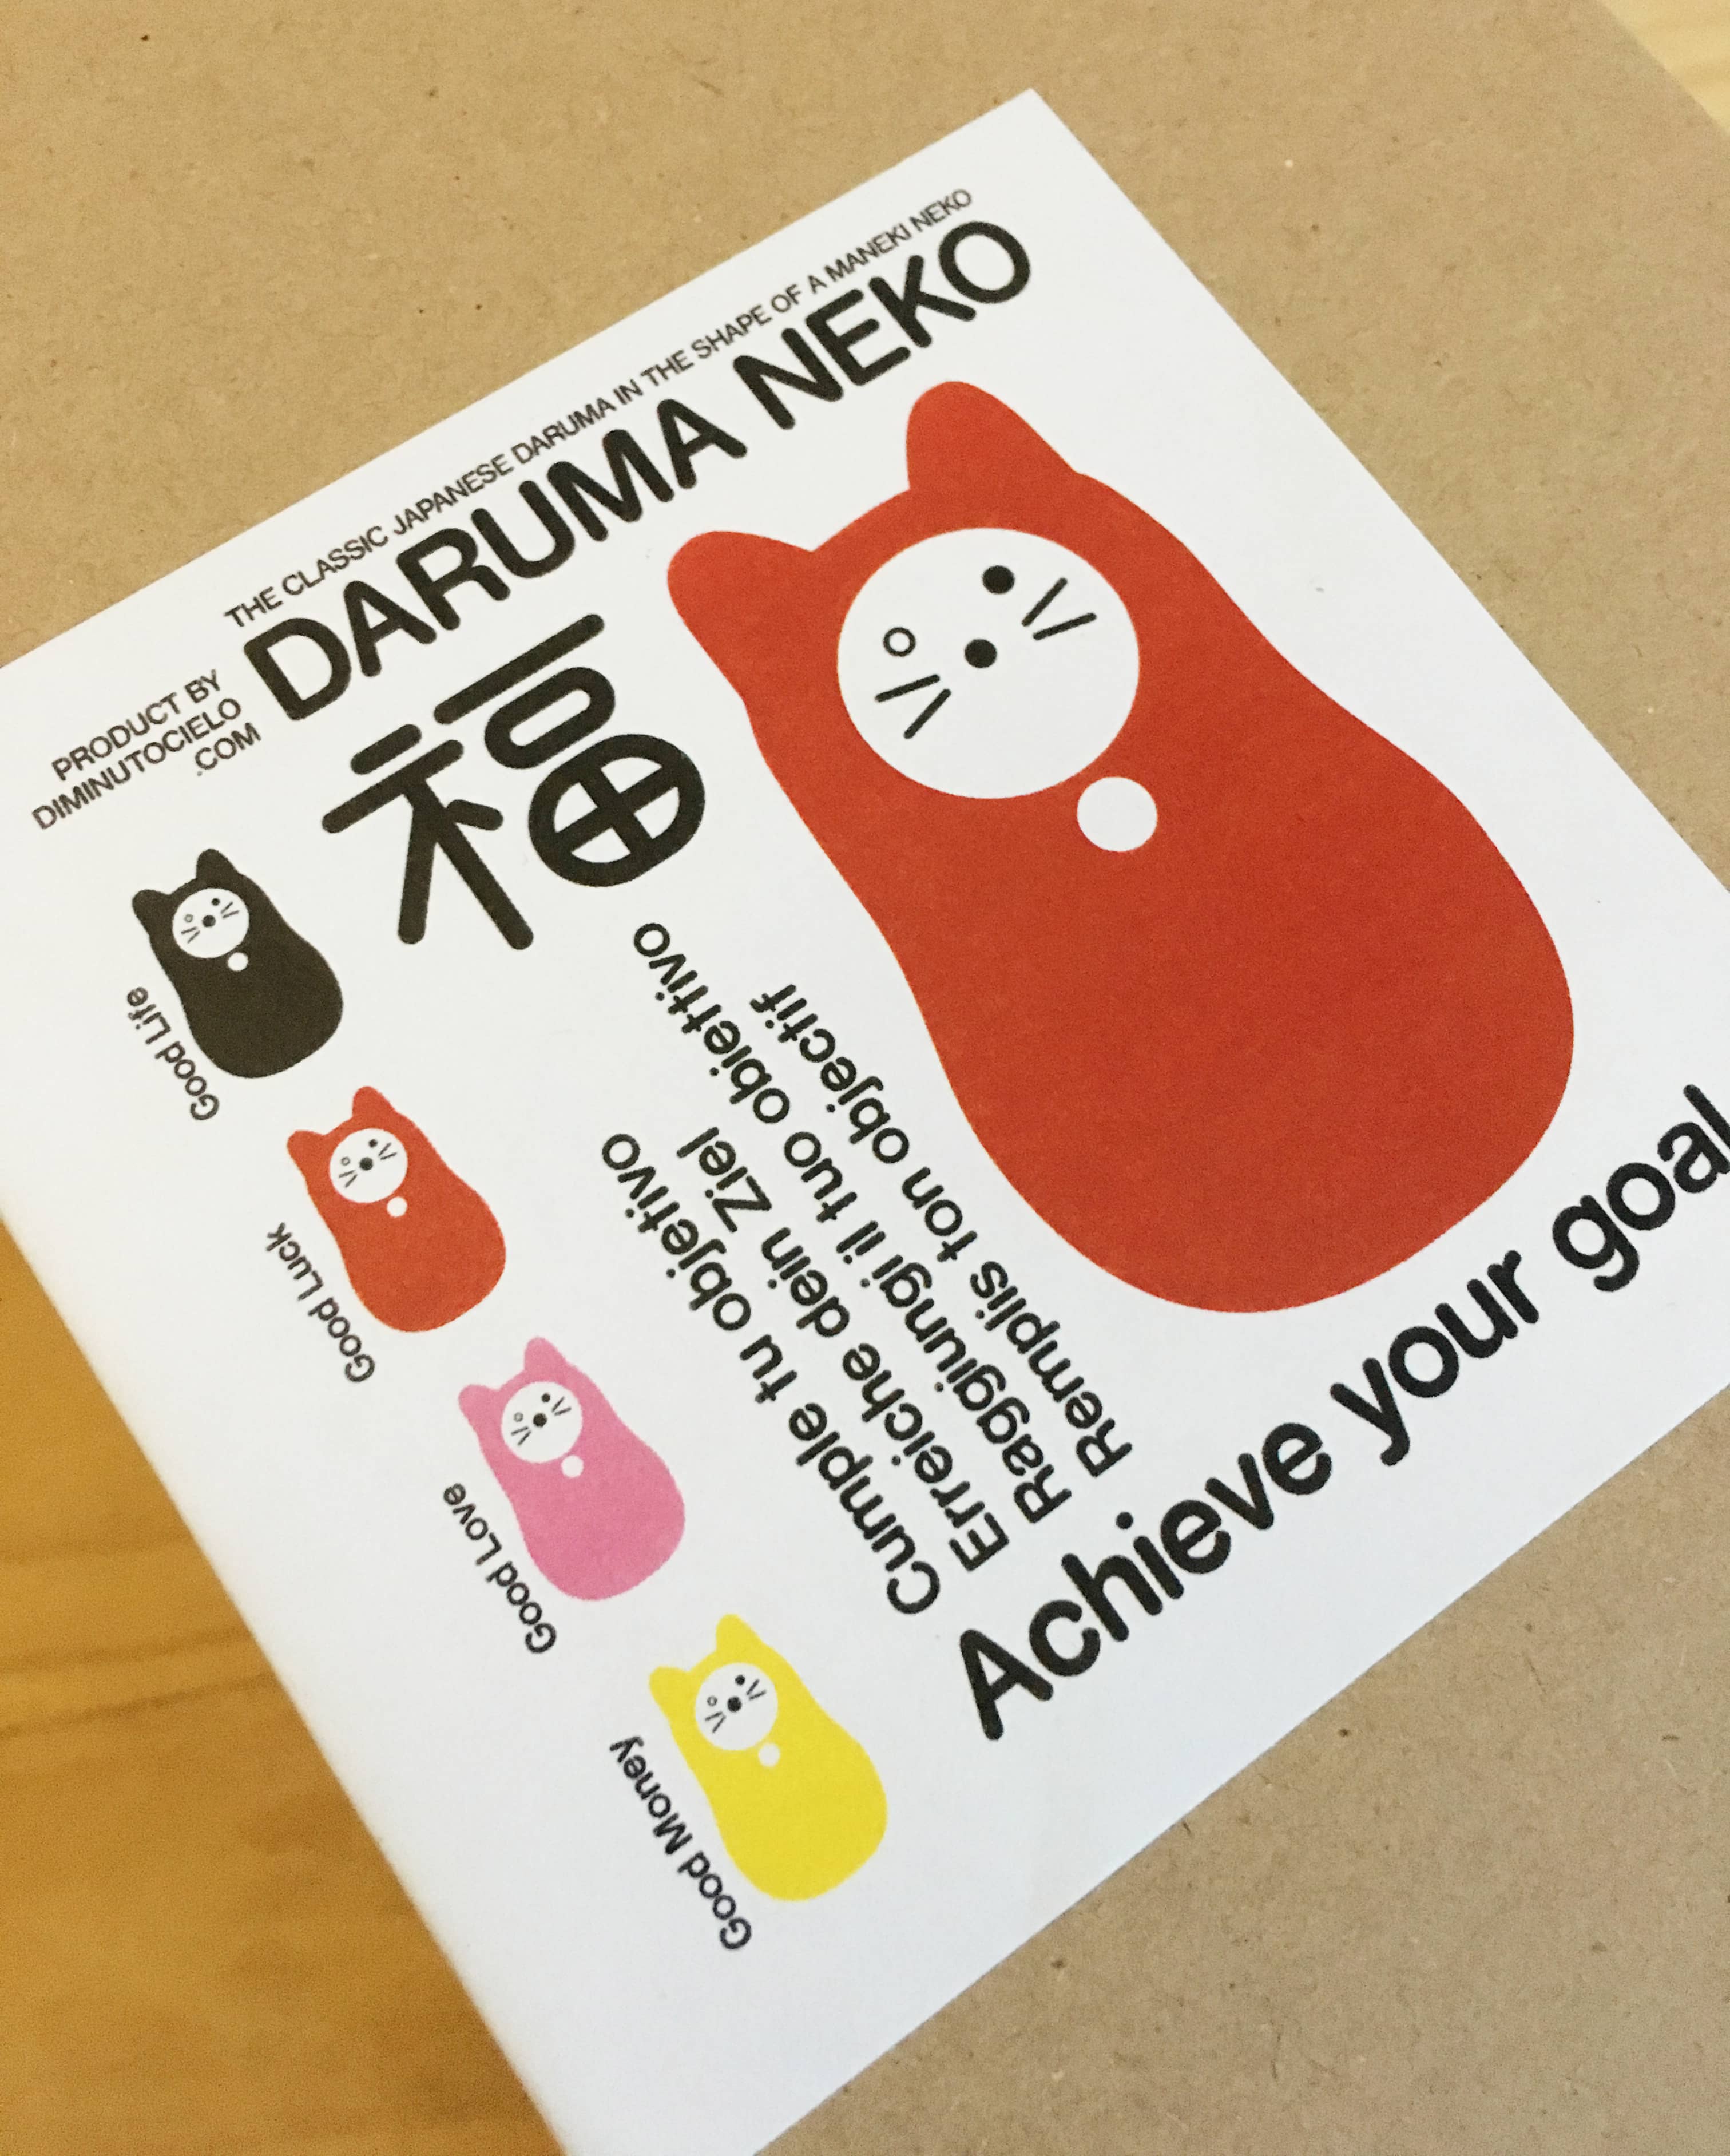 THE CLASSIC JAPANESE DARUMA IN THE SHAPE OF A MANEKI NEKO
DARUMA NEKO
PRODUCT BY
DIMINUTOCIELO
.COM
福
Good Life
Good Luck
Good Love
Good Money
Cumple tu objetivo
Erreiche dein Ziel
Raggiungi il tuo obiettivo
Remplis ton objectif
Achieve your goal